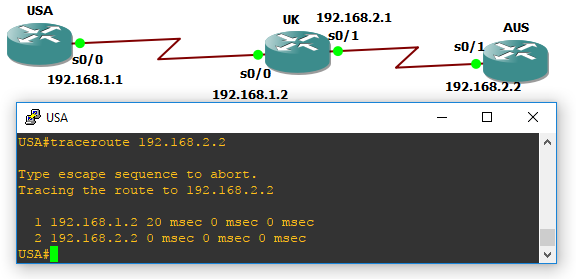 USA
UK
192.168.2.1
AUS
s0/0
s0/1
s0/1
192.168.1.1
s0/0
192.168.2.2
192.168.1.2
USA
USA#traceroute 192.168.2.2
Type escape sequence to abort.
Tracing the route to 192.168.2.2
1 192.168.1.2 20 msec 0 msec 0 msec
2 192.168.2.2 0 msec 0 msec 0 msec
USA#